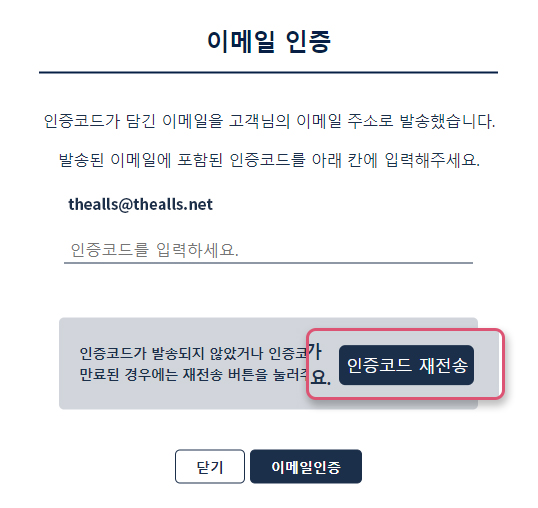 이메일 인증
인증코드가 담긴 이메일을 고객님의 이메일 주소로 발송했습니다.
발송된 이메일에 포함된 인증코드를 아래 칸에 입력해주세요.
thealls@thealls.net
인증코드를 입력하세요.
인증코드가 발송되지 않았거나 인증코가
만료된 경우에는 재전송 버튼을 눌러주요.
인증코드 재전송
닫기 이메일인증